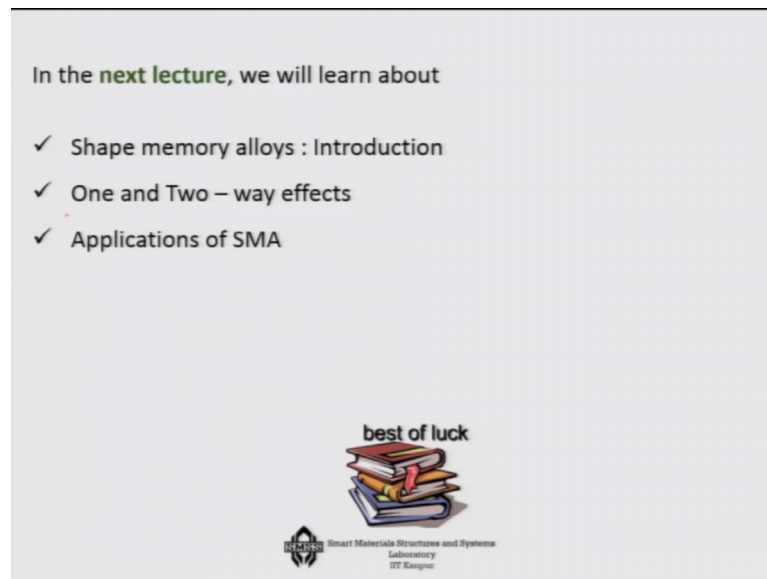 In the next lecture, we will learn about
✓ Shape memory alloys : Introduction
✓ One and Two – way effects
✓ Applications of SMA
best of luck
SMSS
Smart Materials Structures and Systems
Laboratory
IIT Kanpur